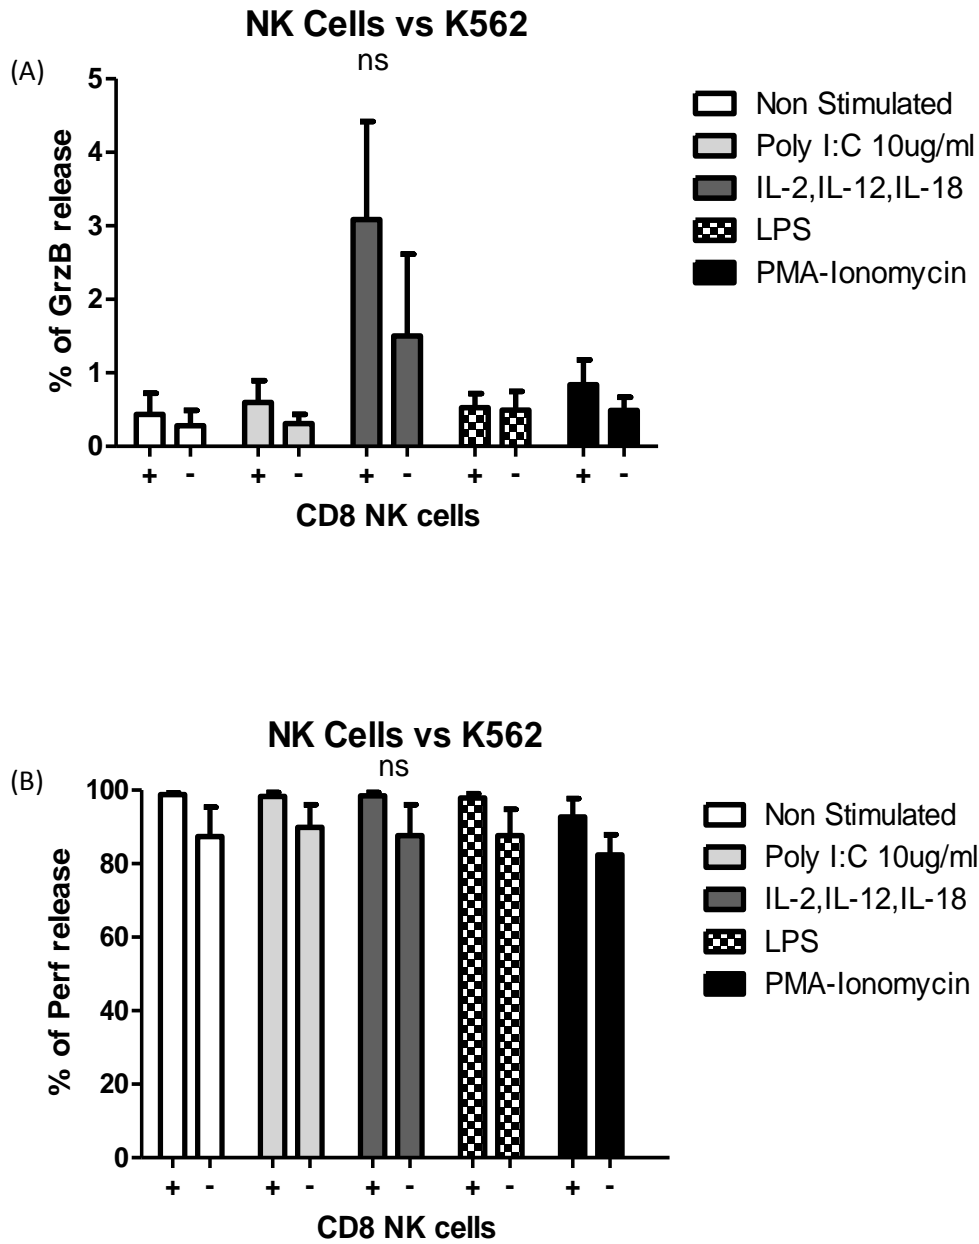 NK Cells vs K562
(A)
ns
5
4
3
2
1
0
% of GrzB release
+ - + - + - + - + -
CD8 NK cells
Non Stimulated
Poly I:C 10ug/ml
IL-2,IL-12,IL-18
LPS
PMA-Ionomycin
NK Cells vs K562
(B)
ns
100
80
60
40
20
0
% of Perf release
+ - + - + - + - + -
CD8 NK cells
Non Stimulated
Poly I:C 10ug/ml
IL-2,IL-12,IL-18
LPS
PMA-Ionomycin